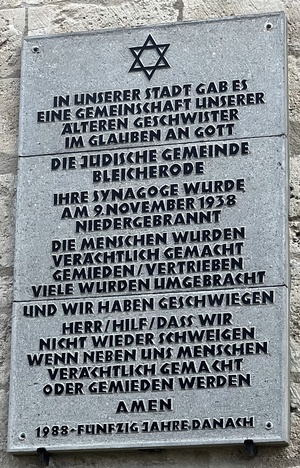 IN UNSERER STADT GAB ES
EINE GEMEINSCHAFT UNSERER
ÄLTEREN GESCHWISTER
IM GLAUBEN AN GOTT
DIE JÜDISCHE GEMEINDE
BLEICHERODE
IHRE SYNAGOGE WURDE
AM 9. NOVEMBER 1938
NIEDERGEBRANNT
DIE MENSCHEN WURDEN
VERÄCHTLICH GEMACHT
GEMIEDEN/VERTRIEBEN
VIELE WURDEN UMGEBRACHT
UND WIR HABEN GESCHWIEGEN
HERR/HILF/DASS WIR
NICHT WIEDER SCHWEIGEN
WENN NEBEN UNS MENSCHEN
VERÄCHTLICH GEMACHT
ODER GEMIEDEN WERDEN
AMEN
1988-FÜNFZIG JAHRE DANACH